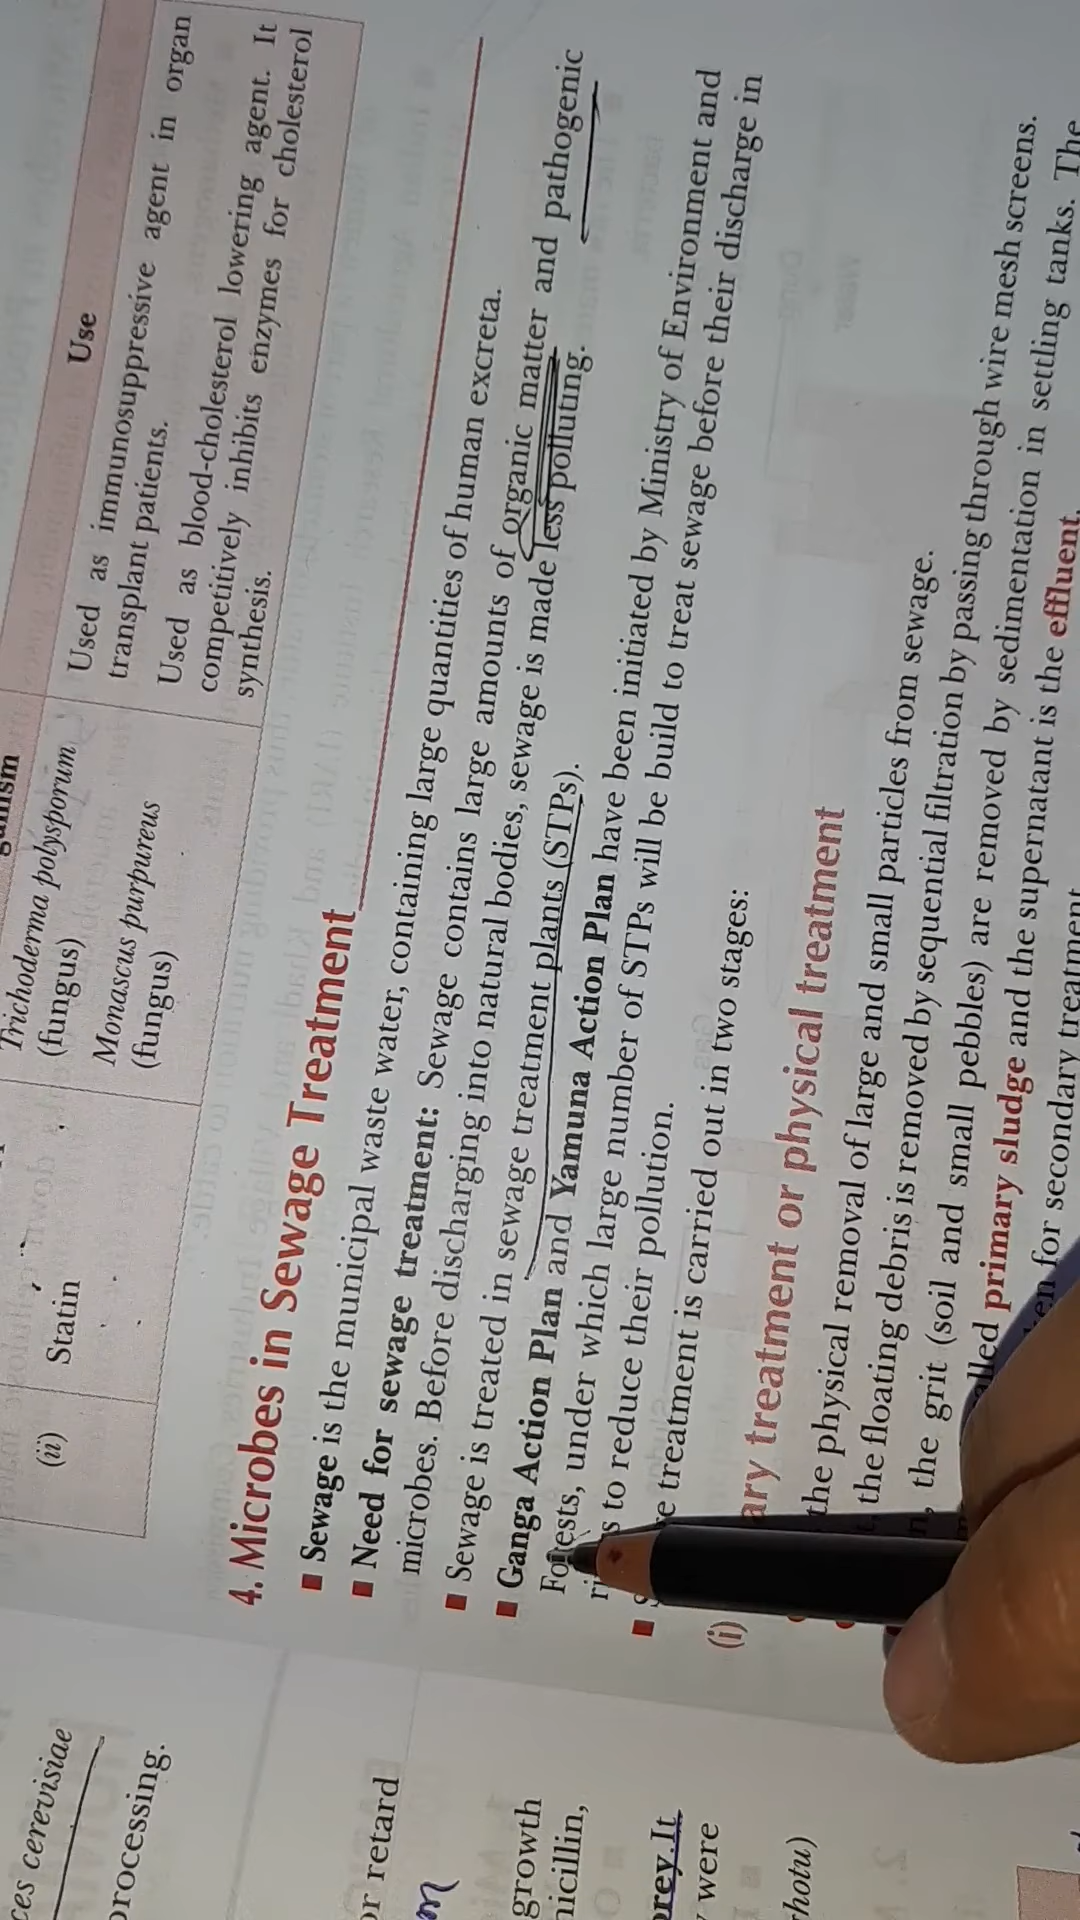 Use
Trichoderma polysporum
(fungus)
Used as immunosuppressive agent in organ
transplant patients.
(ii) Statin
Monascus purpureus
(fungus)
Used as blood-cholesterol lowering agent. It
competitively inhibits enzymes for cholesterol
synthesis.
4. Microbes in Sewage Treatment
Sewage is the municipal waste water, containing large quantities of human excreta.
Need for sewage treatment: Sewage contains large amounts of organic matter and pathogenic
microbes. Before discharging into natural bodies, sewage is made less polluting.
Sewage is treated in sewage treatment plants (STPs).
Ganga Action Plan and Yamuna Action Plan have been initiated by Ministry of Environment and
Forests, under which large number of STPs will be build to treat sewage before their discharge in
to reduce their pollution.
treatment is carried out in two stages:
(i) ary treatment or physical treatment
the physical removal of large and small particles from sewage.
the floating debris is removed by sequential filtration by passing through wire mesh screens.
the grit (soil and small pebbles) are removed by sedimentation in settling tanks. The
alled primary sludge and the supernatant is the effluent.
for secondary treatment
ces cerevisiae
processing.
or retard
m
growth
nicillin,
orey. It
were
rhotu)